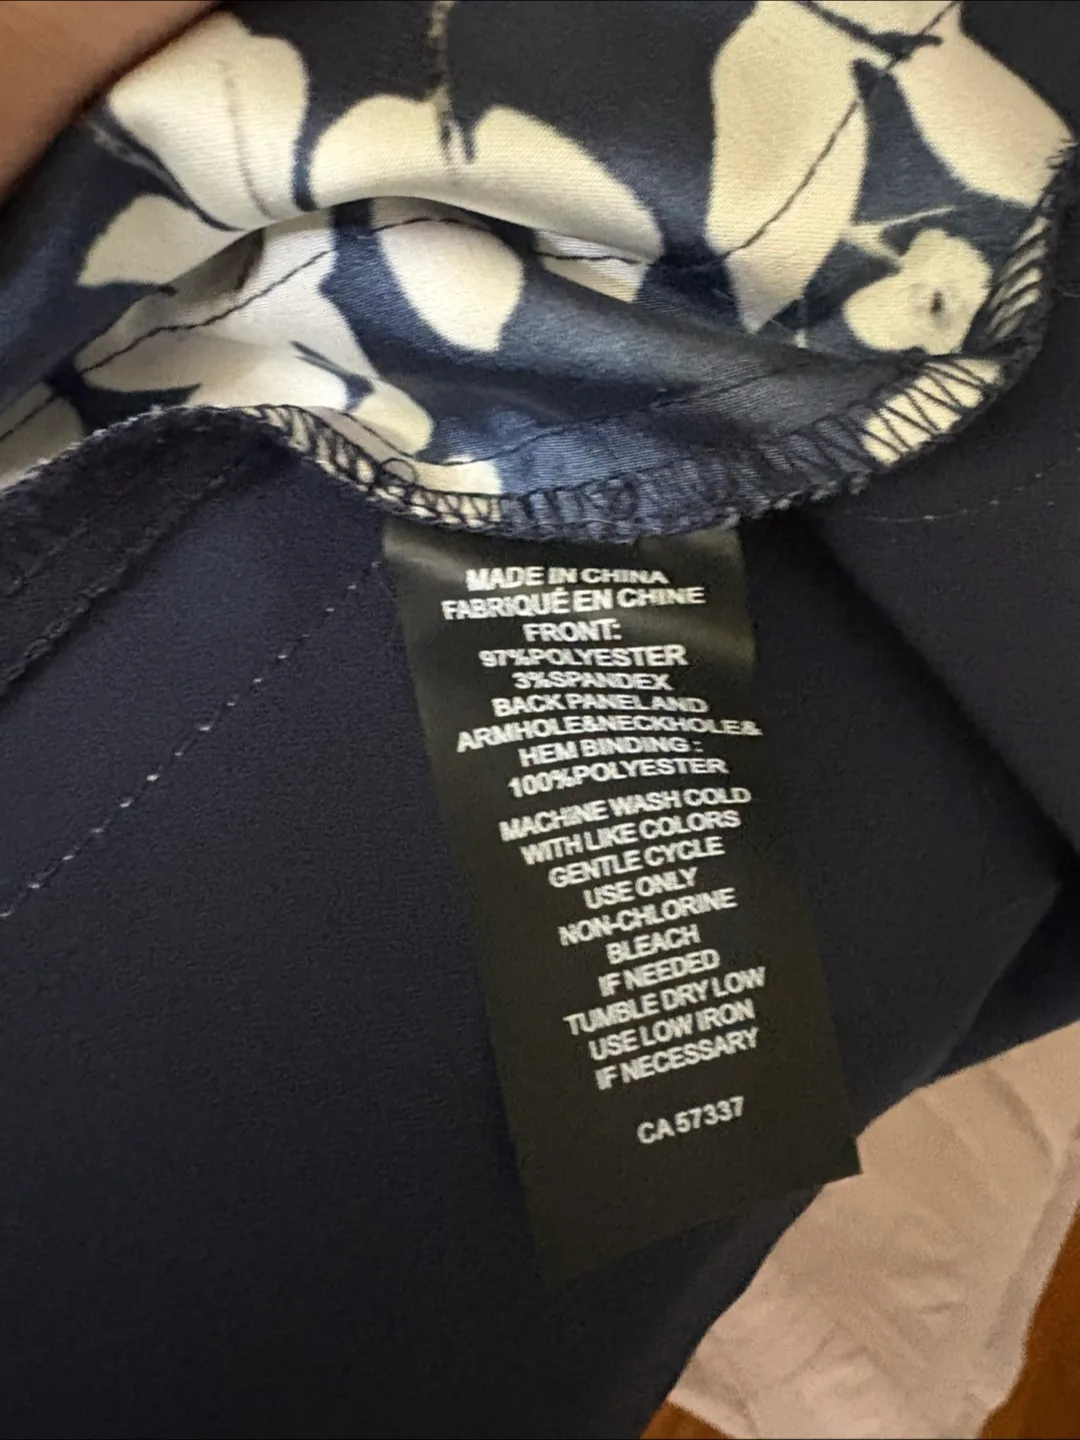 MADE IN CHINA
FABRIQUÉ EN CHINE
FRONT:
97%POLYESTER
3%SPANDEX
BACK PANELAND
ARMHOLE&NECKHOLE&
HEM BINDING:
100%POLYESTER
MACHINE WASH COLD
WITH LIKE COLORS
GENTLE CYCLE
USE ONLY
NON-CHLORINE
BLEACH
IF NEEDED
TUMBLE DRY LOW
USE LOW IRON
IF NECESSARY
CA 57337